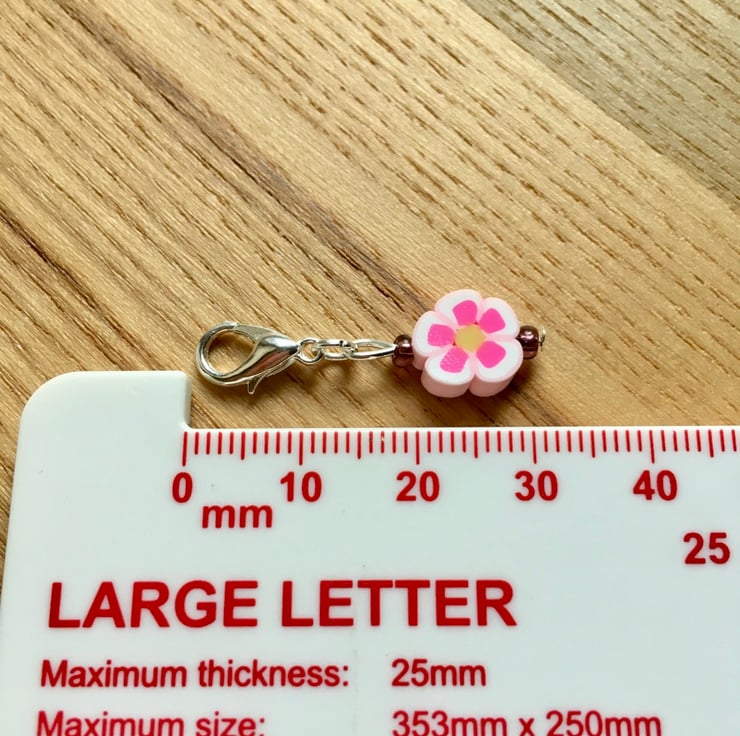 0 10 20 30 40
mm
25
LARGE LETTER
Maximum thickness: 25mm
Maximum size: 353mm x 250mm